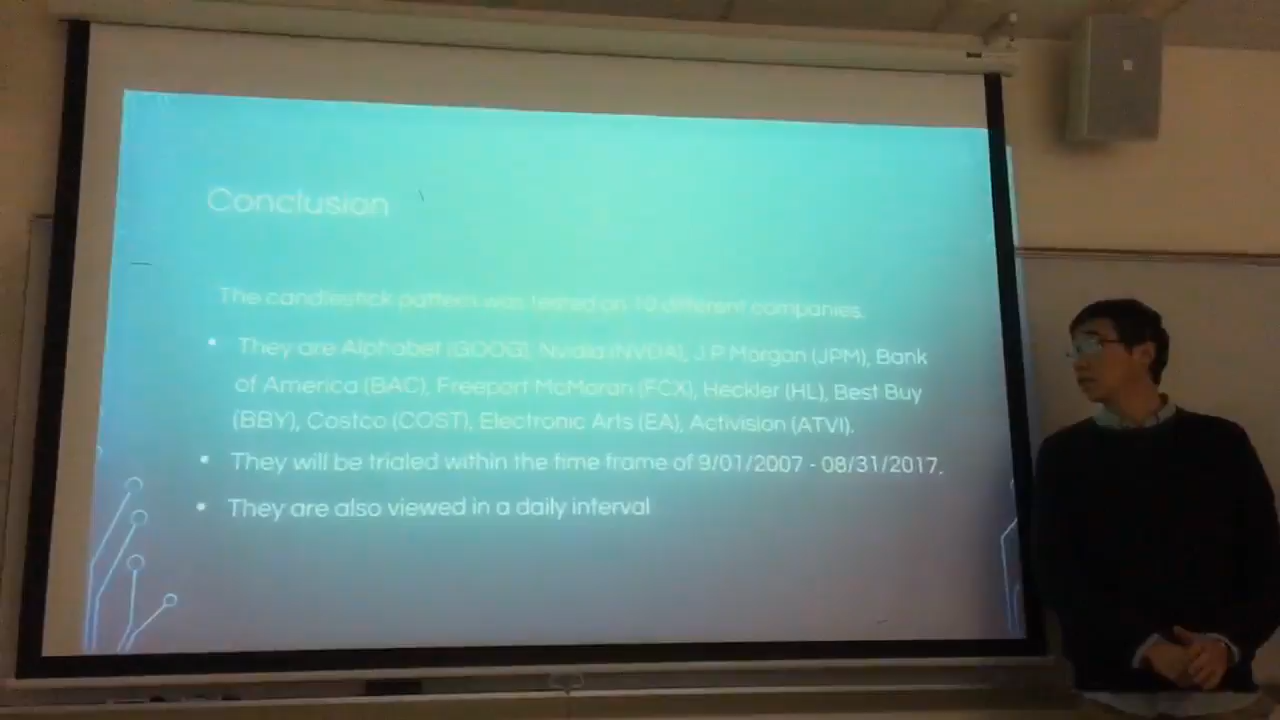 Conclusion
The candlestick pattern was tested on 10 different companies.
They are Alphabet (GOOG), Nvidia (NVDA), J.P Morgan (JPM), Bank
of America (BAC), Freeport McMoran (FCX), Heckler (HL), Best Buy
(BBY), Costco (COST), Electronic Arts (EA), Activision (ATVI).
They will be trialed within the time frame of 9/01/2007 - 08/31/2017.
They are also viewed in a daily interval